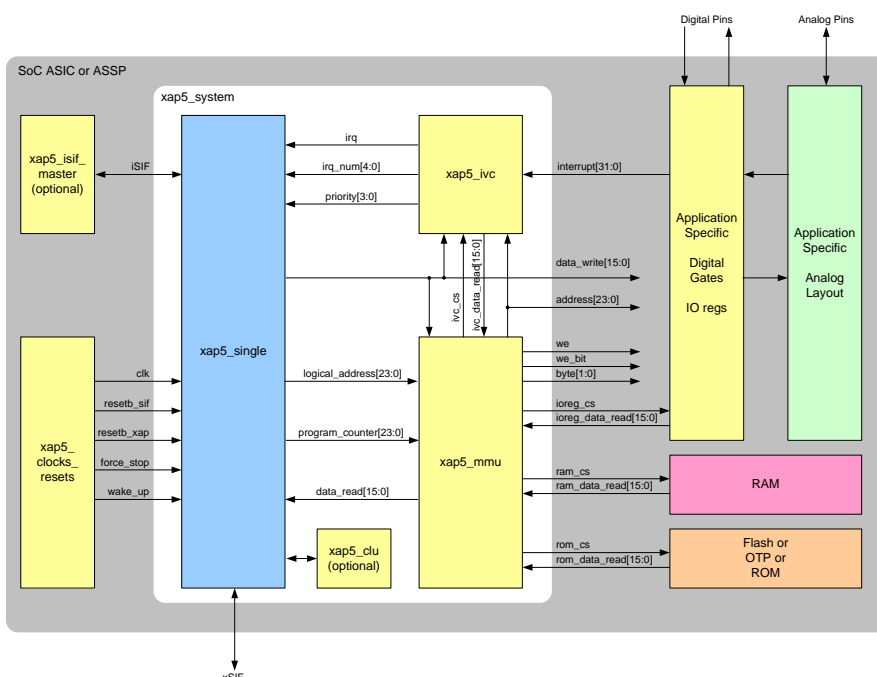 Digital Pins
Analog Pins
SoC ASIC or ASSP
xap5_system
xap5_isif_
master
(optional)
iSIF
irq
irq_num[4:0]
priority[3:0]
xap5_ivc
interrupt[31:0]
Application
Specific
Digital
Gates
IO regs
Application
Specific
Analog
Layout
data_write[15:0]
ivc_cs
ivc_data_read[15:0]
address[23:0]
xap5_single
we
we_bit
byte[1:0]
clk
logical_address[23:0]
resetb_sif
ioreg_cs
ioreg_data_read[15:0]
resetb_xap
program_counter[23:0]
xap5_
clocks_
resets
force_stop
xap5_mmu
wake_up
data_read[15:0]
ram_cs
ram_data_read[15:0]
RAM
xap5_clu
(optional)
rom_cs
rom_data_read[15:0]
Flash or
OTP or
ROM
xSIF